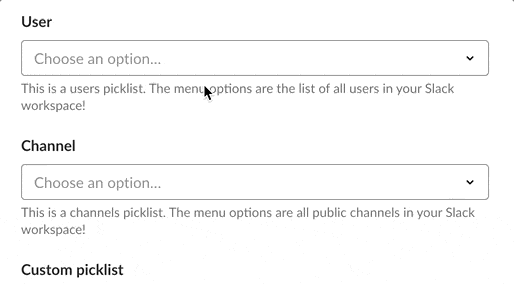 User
Choose an option...
This is a users picklist. The menu options are the list of all users in your Slack
workspace!
Channel
Choose an option...
This is a channels picklist. The menu options are all public channels in your Slack
workspace!
Custom picklist